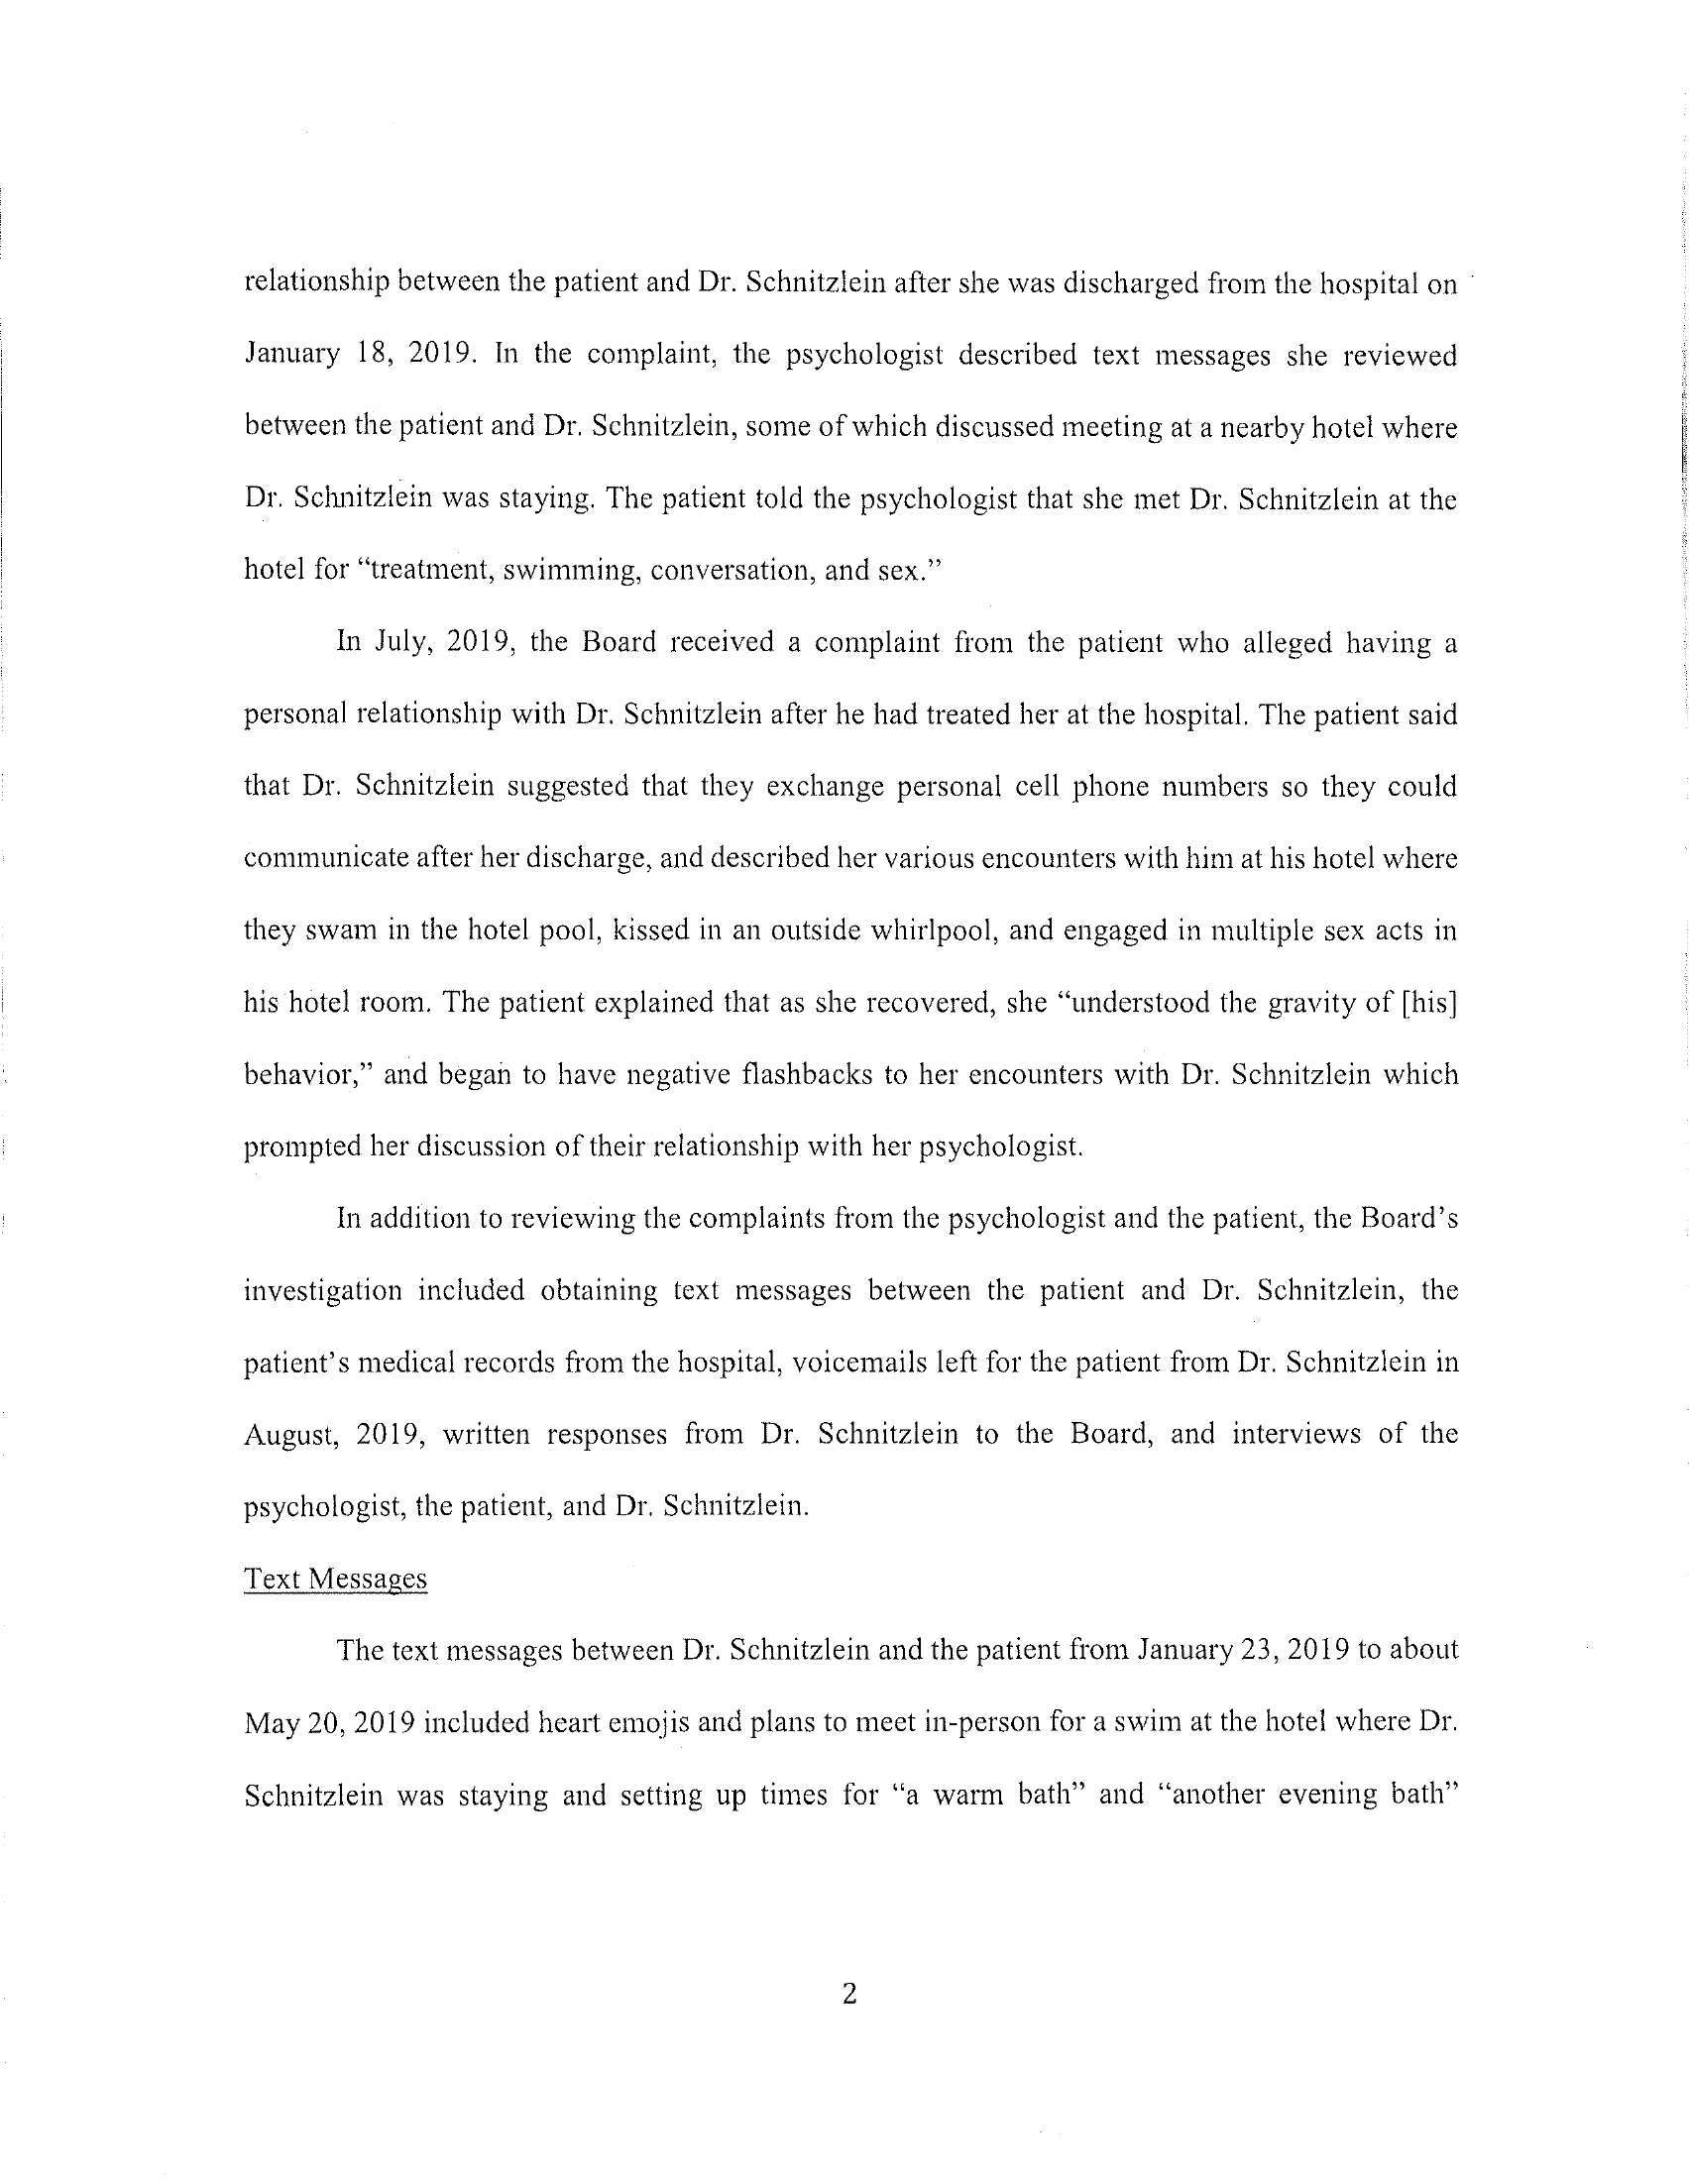 relationship between the patient and Dr. Schnitzlein after she was discharged from the hospital on
January 18, 2019. In the complaint, the psychologist described text messages she reviewed
between the patient and Dr. Schnitzlein, some of which discussed meeting at a nearby hotel where
Dr. Schnitzlein was staying. The patient told the psychologist that she met Dr. Schnitzlein at the
hotel for “treatment, swimming, conversation, and sex.”
In July, 2019, the Board received a complaint from the patient who alleged having a
personal relationship with Dr. Schnitzlein after he had treated her at the hospital. The patient said
that Dr. Schnitzlein suggested that they exchange personal cell phone numbers so they could
communicate after her discharge, and described her various encounters with him at his hotel where
they swam in the hotel pool, kissed in an outside whirlpool, and engaged in multiple sex acts in
his hotel room. The patient explained that as she recovered, she “understood the gravity of [his]
behavior,” and began to have negative flashbacks to her encounters with Dr. Schnitzlein which
prompted her discussion of their relationship with her psychologist.
In addition to reviewing the complaints from the psychologist and the patient, the Board’s
investigation included obtaining text messages between the patient and Dr. Schnitzlein, the
patient’s medical records from the hospital, voicemails left for the patient from Dr. Schnitzlein in
August, 2019, written responses from Dr. Schnitzlein to the Board, and interviews of the
psychologist, the patient, and Dr. Schnitzlein.
Text Messages
The text messages between Dr. Schnitzlein and the patient from January 23, 2019 to about
May 20, 2019 included heart emojis and plans to meet in-person for a swim at the hotel where Dr.
Schnitzlein was staying and setting up times for “a warm bath” and “another evening bath”
2